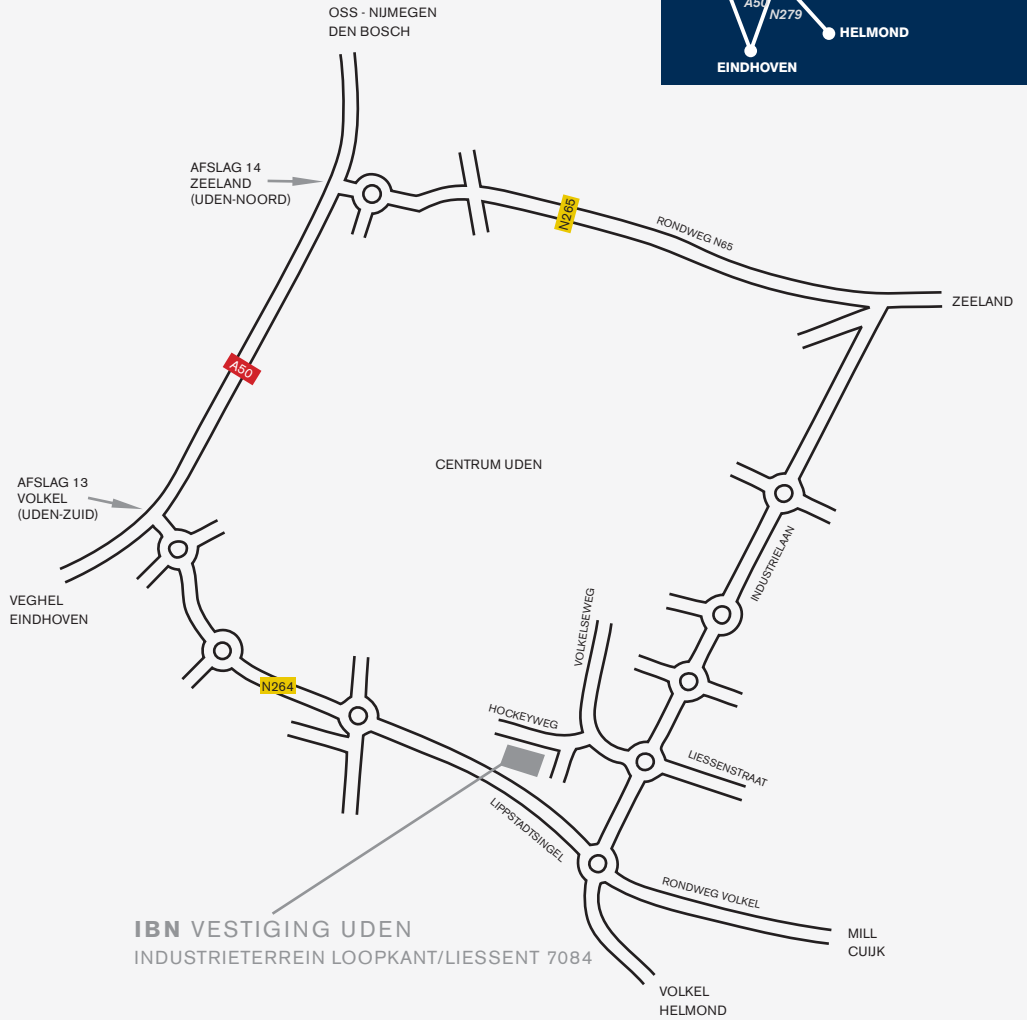 OSS - NIJMEGEN
DEN BOSCH
A50
N279
HELMOND
EINDHOVEN
AFSLAG 14
ZEELAND
(UDEN-NOORD)
N265
RONDWEG N65
ZEELAND
A50
CENTRUM UDEN
AFSLAG 13
VOLKEL
(UDEN-ZUID)
INDUSTRIELAAN
VEGHEL
EINDHOVEN
VOLKELSEWEG
N264
HOCKEYWEG
LIESSENSTRAAT
LIPPSTADTSINGEL
RONDWEG VOLKEL
IBN VESTIGING UDEN
INDUSTRIETERREIN LOOPKANT/LIESSENT 7084
MILL
CUIJK
VOLKEL
HELMOND